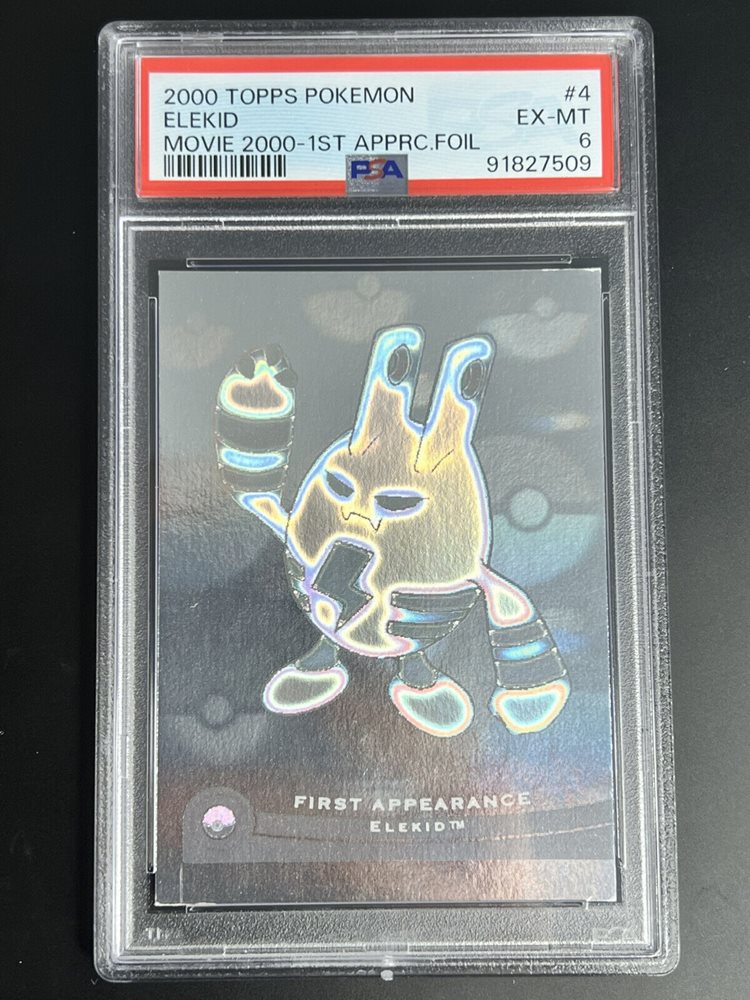 2000 TOPPS POKEMON #4
ELEKID EX-MT
MOVIE 2000-1ST APPRC.FOIL 6
PSA 91827509
FIRST APPEARANCE
ELEKID™